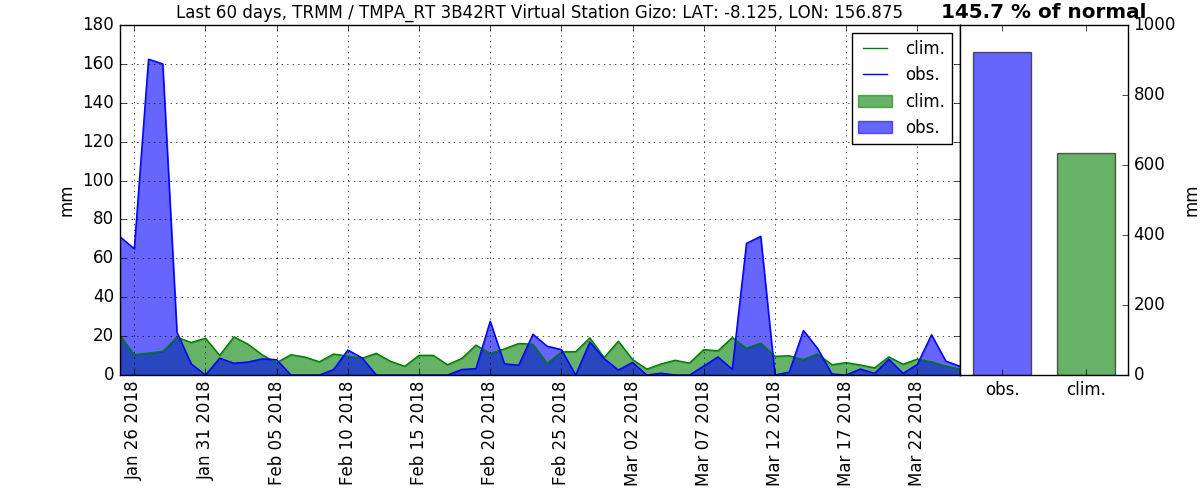 Last 60 days, TRMM / TMPA_RT 3B42RT Virtual Station Gizo: LAT: -8.125, LON: 156.875
145.7 % of normal
180
160
140
120
100
80
60
40
20
0
mm
clim.
obs.
clim.
obs.
1000
800
600
400
200
0
mm
Jan 26 2018
Jan 31 2018
Feb 05 2018
Feb 10 2018
Feb 15 2018
Feb 20 2018
Feb 25 2018
Mar 02 2018
Mar 07 2018
Mar 12 2018
Mar 17 2018
Mar 22 2018
obs.
clim.